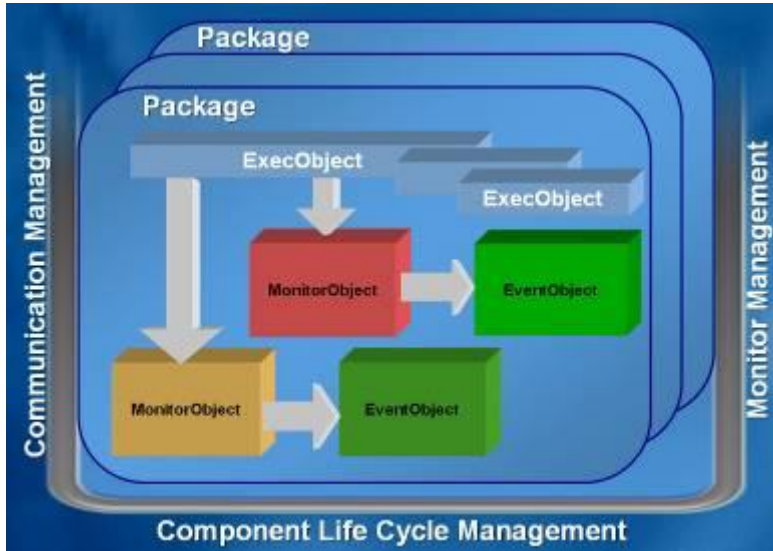 Package
Package
ExecObject
ExecObject
MonitorObject
EventObject
MonitorObject
EventObject
Communication Management
Monitor Management
Component Life Cycle Management